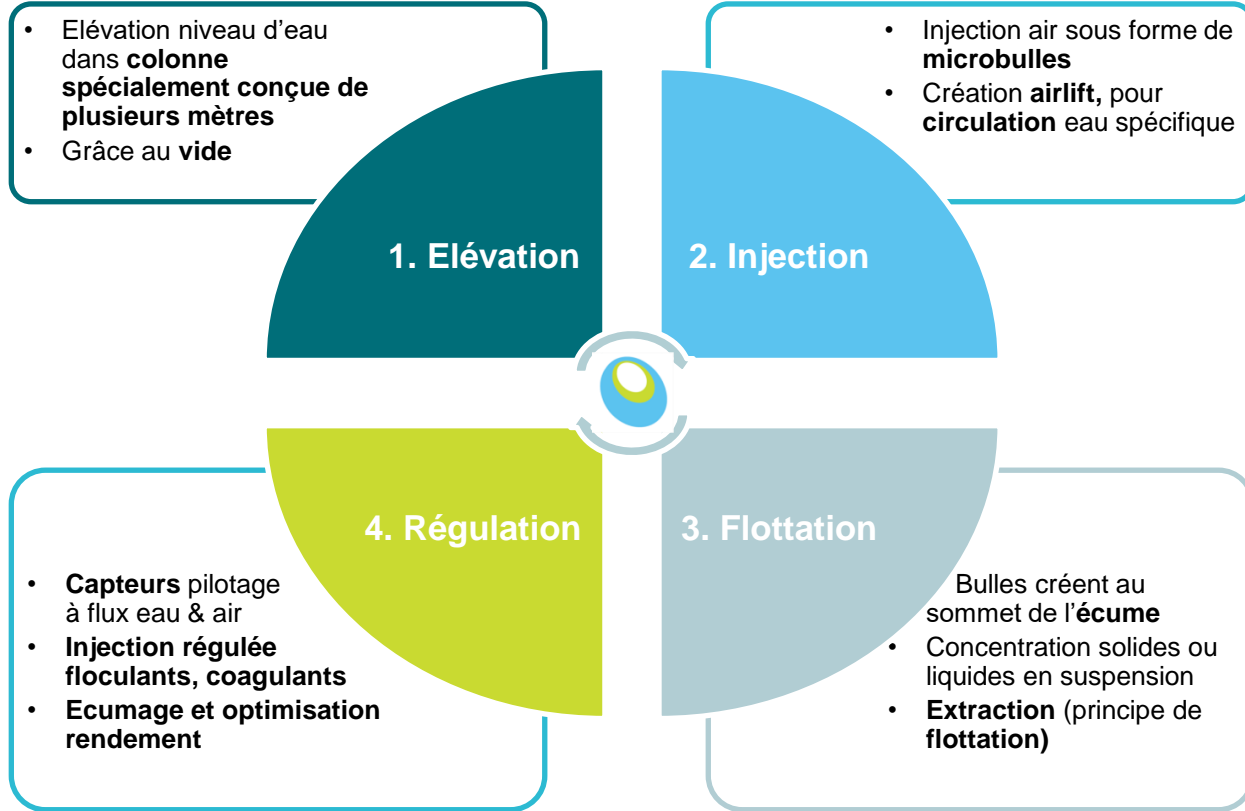 • Elévation niveau d’eau
dans colonne
spécialement conçue de
plusieurs mètres
• Grâce au vide
• Injection air sous forme de
microbulles
• Création airlift, pour
circulation eau spécifique
1. Elévation
2. Injection
4. Régulation
3. Flottation
• Capteurs pilotage
à flux eau & air
• Injection régulée
floculants, coagulants
• Ecumage et optimisation
rendement
Bulles créent au
sommet de l’écume
• Concentration solides ou
liquides en suspension
• Extraction (principe de
flottation)